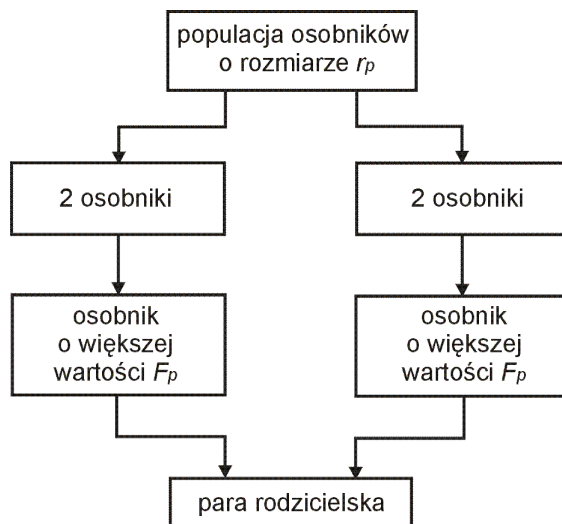 populacja osobników
o rozmiarze rp
2 osobniki
2 osobniki
osobnik
o większej
wartości Fp
osobnik
o większej
wartości Fp
para rodzicielska